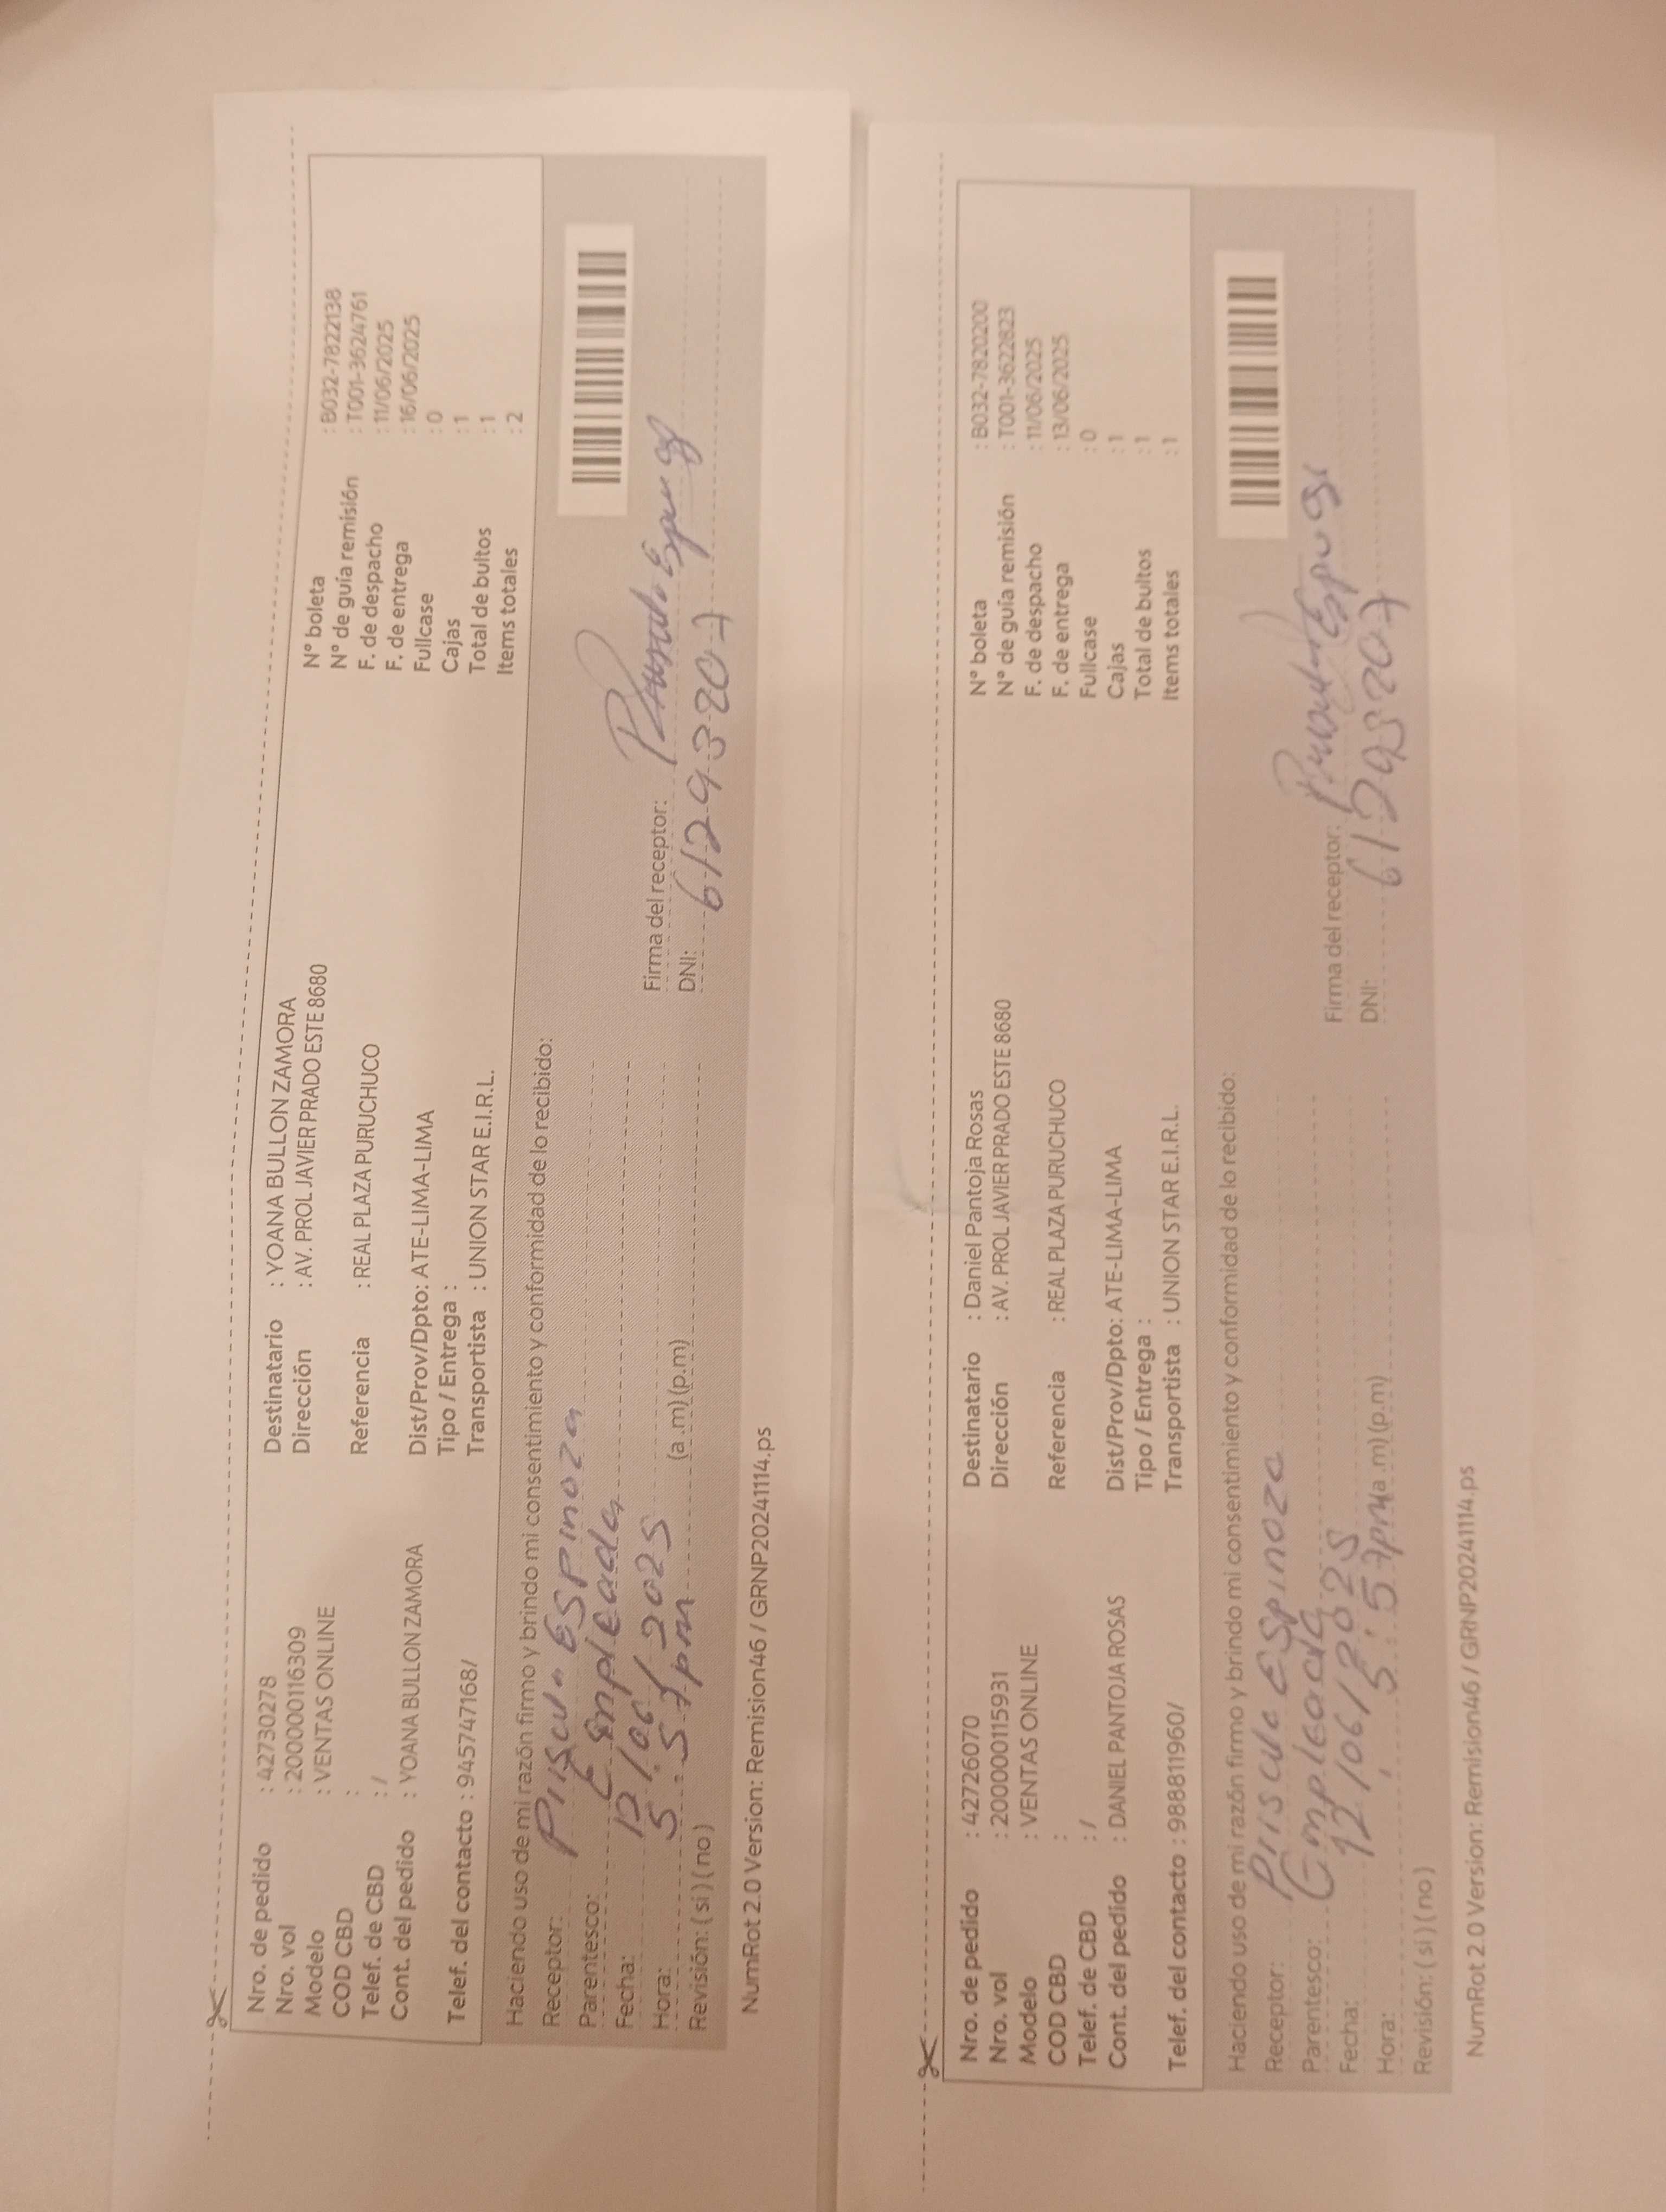 Nro. de pedido : 42730278
Nro. vol : 200000116309
Modelo : VENTAS ONLINE
COD CBD :
Telef. de CBD : /
Cont. del pedido : YOANA BULLON ZAMORA
Telef. del contacto : 945747168/
Destinatario : YOANA BULLON ZAMORA
Dirección : AV. PROL JAVIER PRADO ESTE 8680
Referencia : REAL PLAZA PURUCHUCO
Dist/Prov/Dpto: ATE-LIMA-LIMA
Tipo / Entrega :
Transportista : UNION STAR E.I.R.L.
N° boleta : B032-7822138
N° de guía remisión : T001-3624761
F. de despacho : 11/06/2025
F. de entrega : 16/06/2025
Fullcase : 0
Cajas : 1
Total de bultos : 1
Items totales : 2
Haciendo uso de mi razón firmo y brindo mi consentimiento y conformidad de lo recibido:
Receptor: ESPINOZA
Parentesco: Empleada
Fecha: 12/06/2025
Hora: 5:57pm (a .m) (p.m)
Revisión: ( si ) ( no )
Firma del receptor:
DNI: 61293207
NumRot 2.0 Version: Remision46 / GRNP20241114.ps
Nro. de pedido : 42726070
Nro. vol : 200000115931
Modelo : VENTAS ONLINE
COD CBD :
Telef. de CBD : /
Cont. del pedido : DANIEL PANTOJA ROSAS
Telef. del contacto : 988811960/
Destinatario : Daniel Pantoja Rosas
Dirección : AV. PROL JAVIER PRADO ESTE 8680
Referencia : REAL PLAZA PURUCHUCO
Dist/Prov/Dpto: ATE-LIMA-LIMA
Tipo / Entrega :
Transportista : UNION STAR E.I.R.L.
N° boleta : B032-7820200
N° de guía remisión : T001-3622823
F. de despacho : 11/06/2025
F. de entrega : 13/06/2025
Fullcase : 0
Cajas : 1
Total de bultos : 1
Items totales : 1
Haciendo uso de mi razón firmo y brindo mi consentimiento y conformidad de lo recibido:
Receptor: ESPINOZA
Parentesco: Empleada
Fecha: 12/06/2025
Hora: 5:57pm (a .m) (p.m)
Revisión: ( si ) ( no )
Firma del receptor:
DNI: 61293207
NumRot 2.0 Version: Remision46 / GRNP20241114.ps